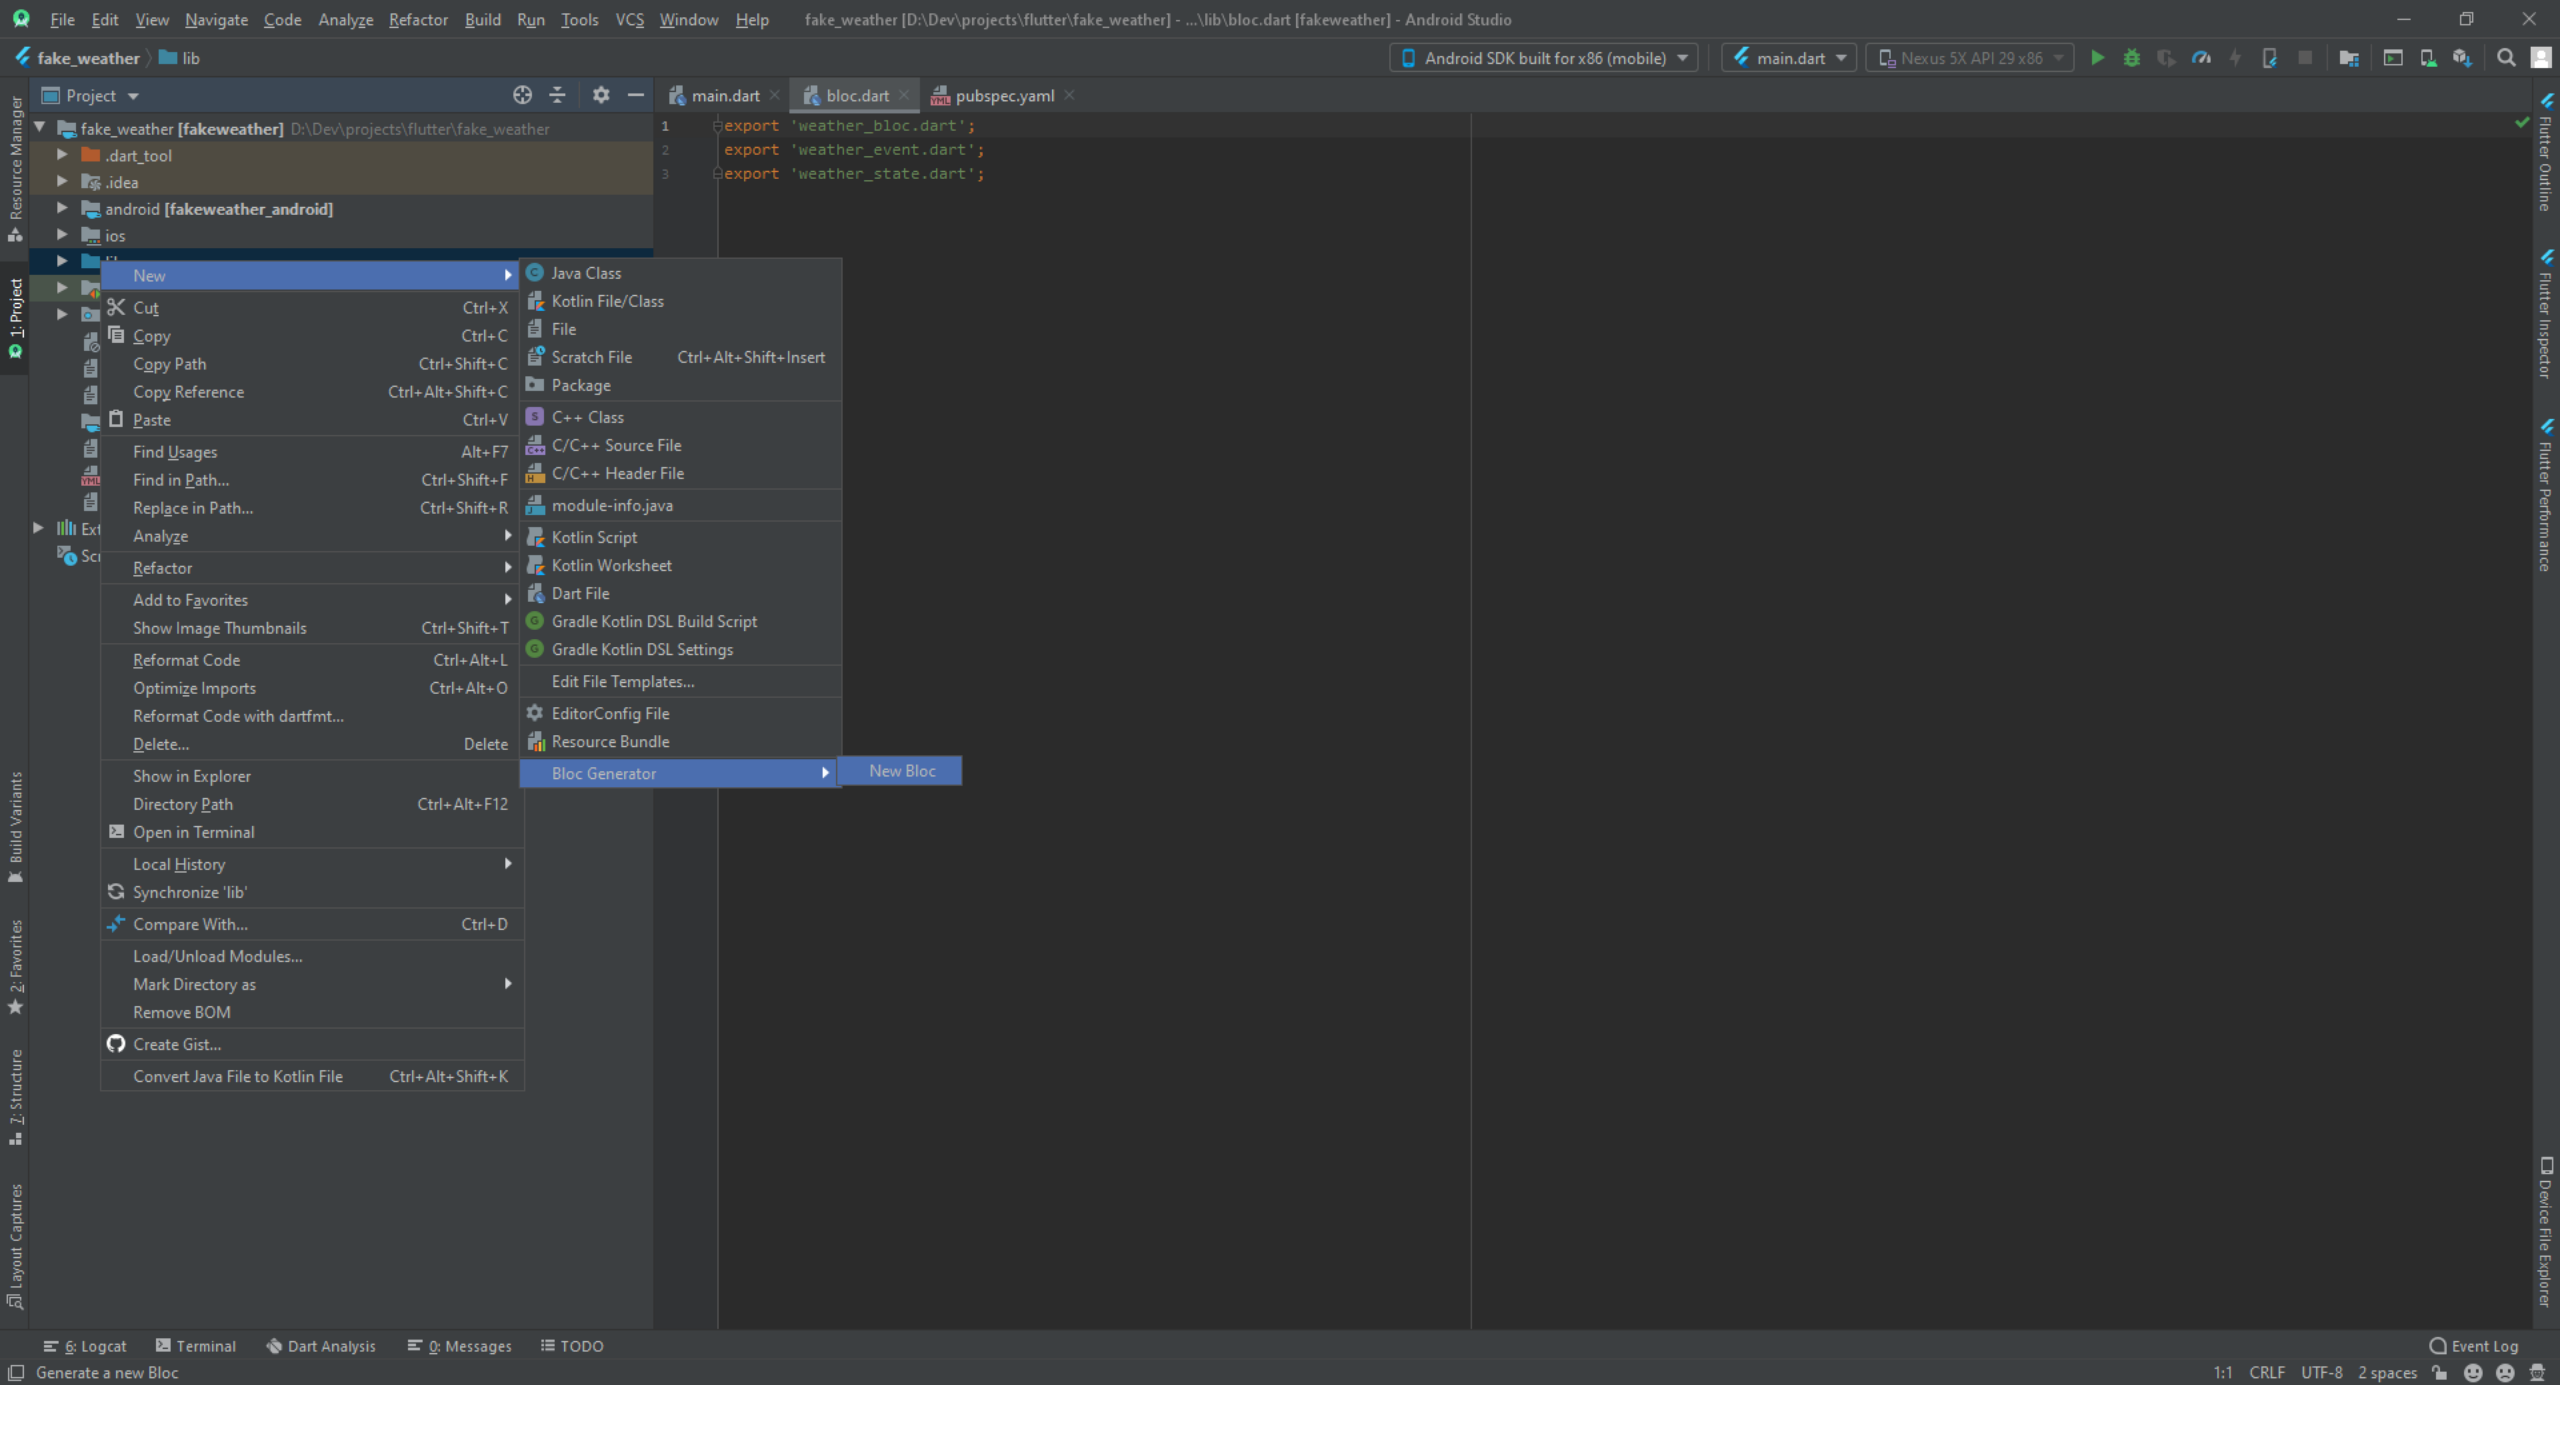 File Edit View Navigate Code Analyze Refactor Build Run Tools VCS Window Help fake_weather [D:\Dev\projects\flutter\fake_weather] - ...\lib\bloc.dart [fakeweather] - Android Studio
fake_weather lib Android SDK built for x86 (mobile) main.dart Nexus 5X API 29 x86
Project main.dart bloc.dart pubspec.yaml
fake_weather [fakeweather] D:\Dev\projects\flutter\fake_weather
.dart_tool
.idea
android [fakeweather_android]
ios
Ext
1 export 'weather_bloc.dart';
2 export 'weather_event.dart';
3 export 'weather_state.dart';
New
Cut Ctrl+X
Copy Ctrl+C
Copy Path Ctrl+Shift+C
Copy Reference Ctrl+Alt+Shift+C
Paste Ctrl+V
Find Usages Alt+F7
Find in Path... Ctrl+Shift+F
Replace in Path... Ctrl+Shift+R
Analyze
Refactor
Add to Favorites
Show Image Thumbnails Ctrl+Shift+T
Reformat Code Ctrl+Alt+L
Optimize Imports Ctrl+Alt+O
Reformat Code with dartfmt...
Delete... Delete
Show in Explorer
Directory Path Ctrl+Alt+F12
Open in Terminal
Local History
Synchronize 'lib'
Compare With... Ctrl+D
Load/Unload Modules...
Mark Directory as
Remove BOM
Create Gist...
Convert Java File to Kotlin File Ctrl+Alt+Shift+K
Java Class
Kotlin File/Class
File
Scratch File Ctrl+Alt+Shift+Insert
Package
C++ Class
C/C++ Source File
C/C++ Header File
module-info.java
Kotlin Script
Kotlin Worksheet
Dart File
Gradle Kotlin DSL Build Script
Gradle Kotlin DSL Settings
Edit File Templates...
EditorConfig File
Resource Bundle
Bloc Generator
New Bloc
Resource Manager
1: Project
Build Variants
2: Favorites
7: Structure
Layout Captures
Flutter Outline
Flutter Inspector
Flutter Performance
Device File Explorer
6: Logcat Terminal Dart Analysis 0: Messages TODO Event Log
Generate a new Bloc 1:1 CRLF UTF-8 2 spaces